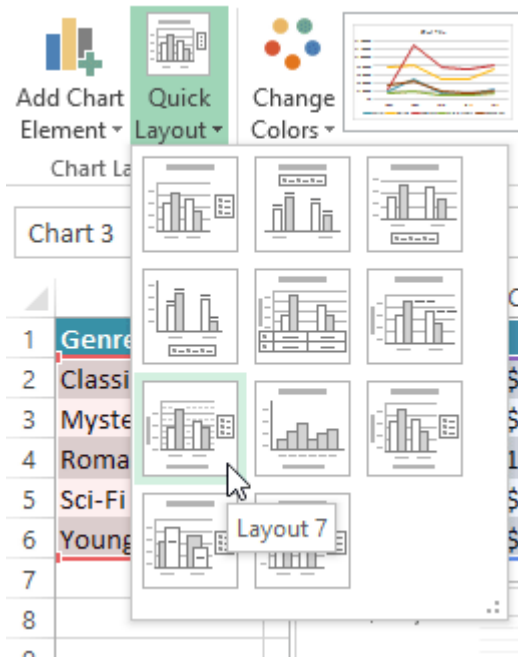 Add Chart Element
Quick Layout
Change Colors
Chart La
Chart 3
1 Genre
2 Classi $
3 Myste $
4 Roma 1
5 Sci-Fi $
6 Young $
7
8
Layout 7